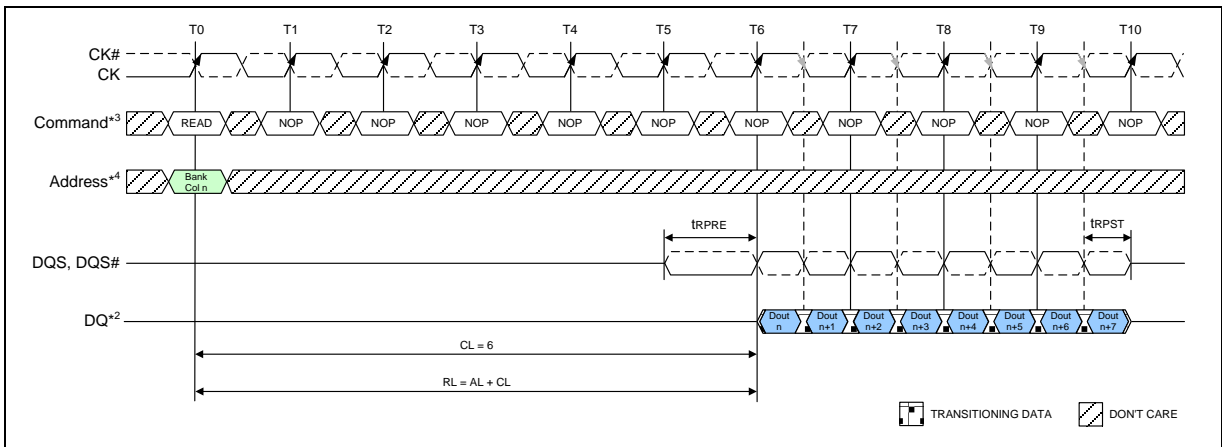 T0 T1 T2 T3 T4 T5 T6 T7 T8 T9 T10
CK#
CK
Command*3 READ NOP NOP NOP NOP NOP NOP NOP NOP NOP NOP
Address*4 Bank Col n
tRPRE tRPST
DQS, DQS#
DQ*2 Dout n Dout n+1 Dout n+2 Dout n+3 Dout n+4 Dout n+5 Dout n+6 Dout n+7
CL = 6
RL = AL + CL
TRANSITIONING DATA DON'T CARE